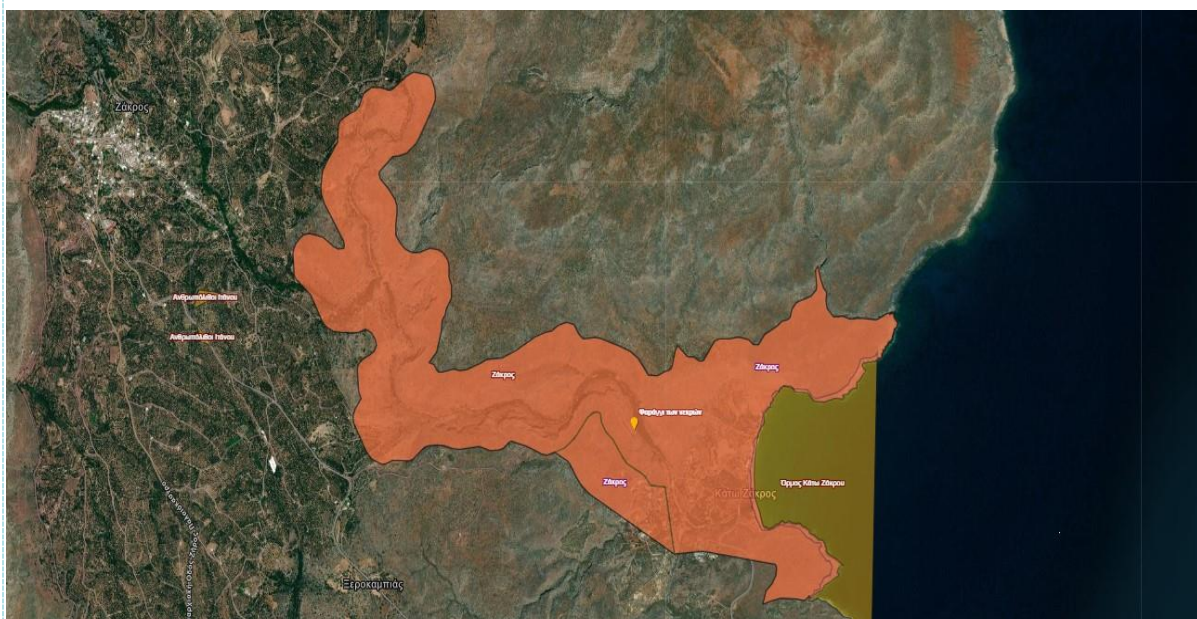 Ζάκρος
Ανθρωπόλιθοι Ιτάνου
Ανθρωπόλιθοι Ιτάνου
Ζάκρος
Ζάκρος
Φαράγγι των νεκρών
Ζάκρος
Όρμος Κάτω Ζάκρου
Κάτω Ζάκρος
Ξεροκαμπιάς